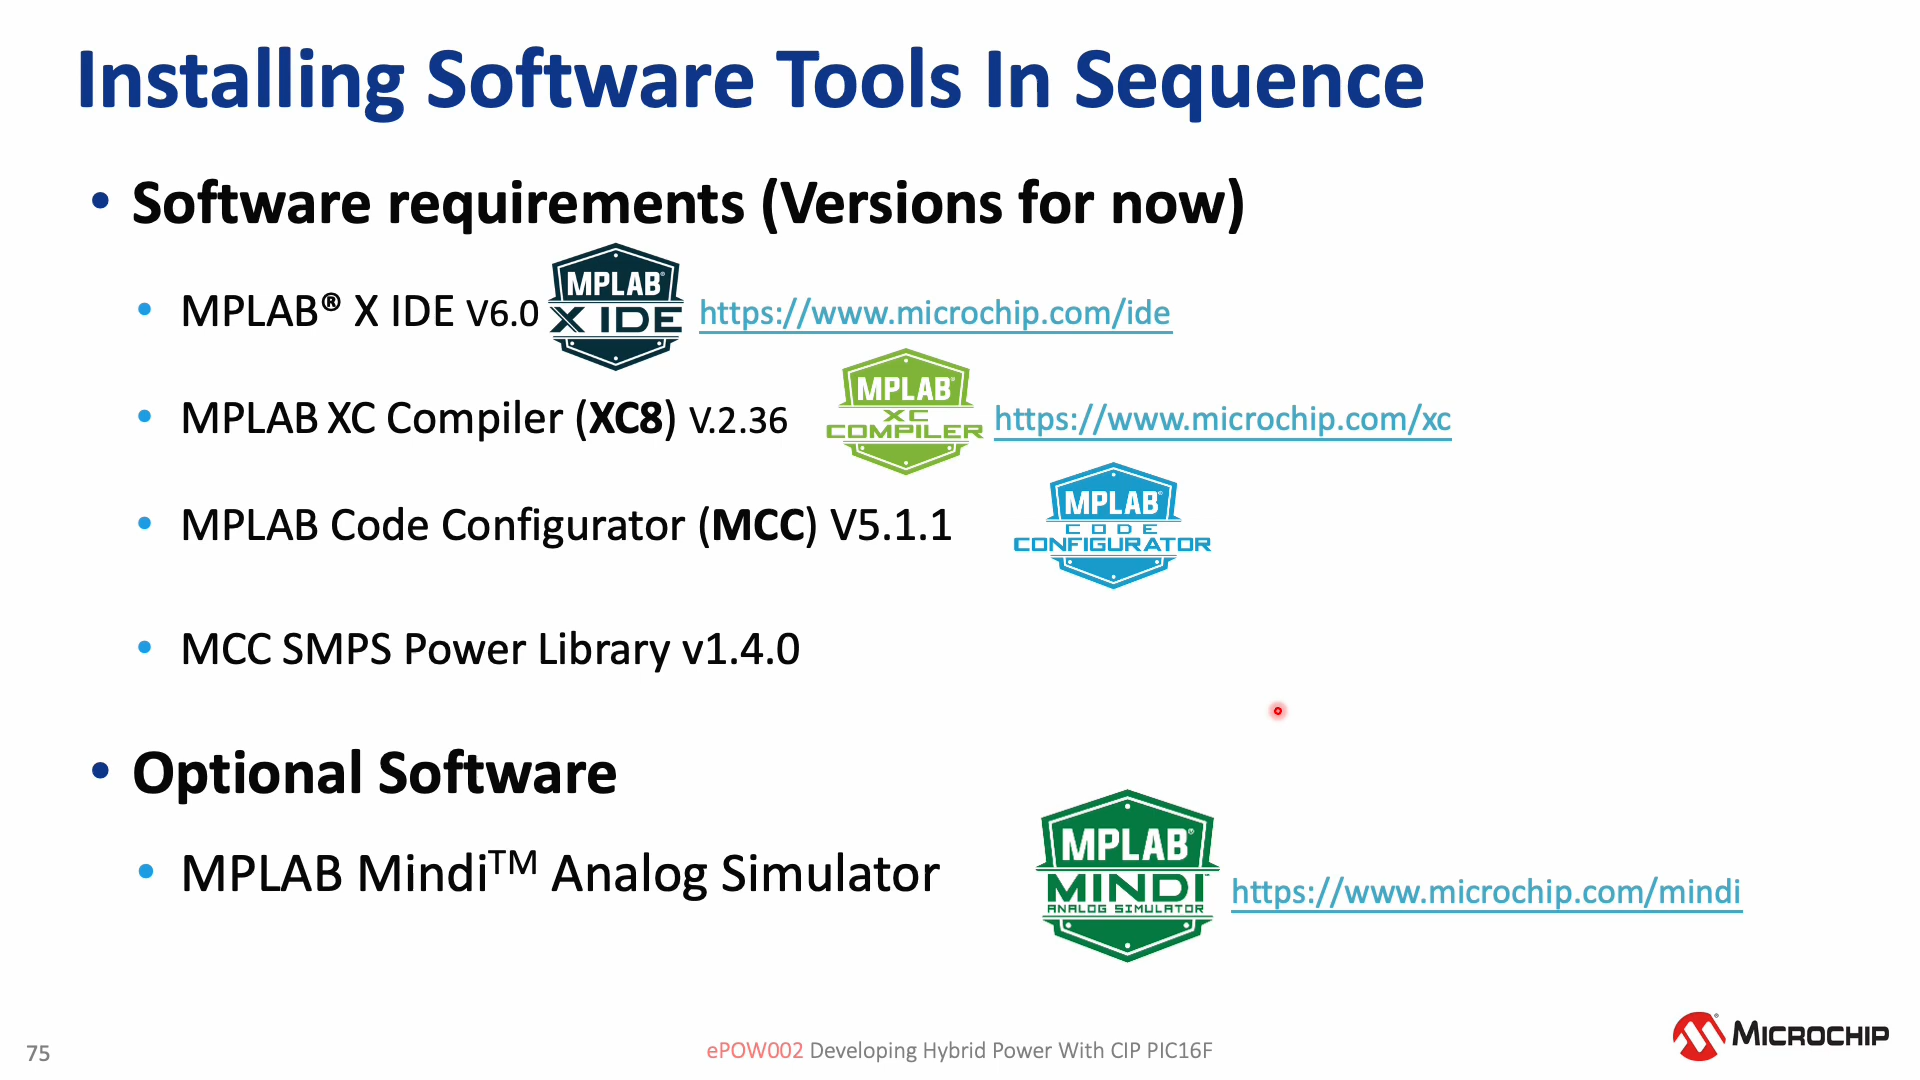 Installing Software Tools In Sequence
• Software requirements (Versions for now)
• MPLAB® X IDE V6.0
MPLAB®
X IDE
https://www.microchip.com/ide
• MPLAB XC Compiler (XC8) V.2.36
MPLAB®
XC
COMPILER
https://www.microchip.com/xc
• MPLAB Code Configurator (MCC) V5.1.1
MPLAB®
CODE
CONFIGURATOR
• MCC SMPS Power Library v1.4.0
• Optional Software
• MPLAB Mindi™ Analog Simulator
MPLAB®
MINDI™
ANALOG SIMULATOR
https://www.microchip.com/mindi
75
ePOW002 Developing Hybrid Power With CIP PIC16F
MICROCHIP